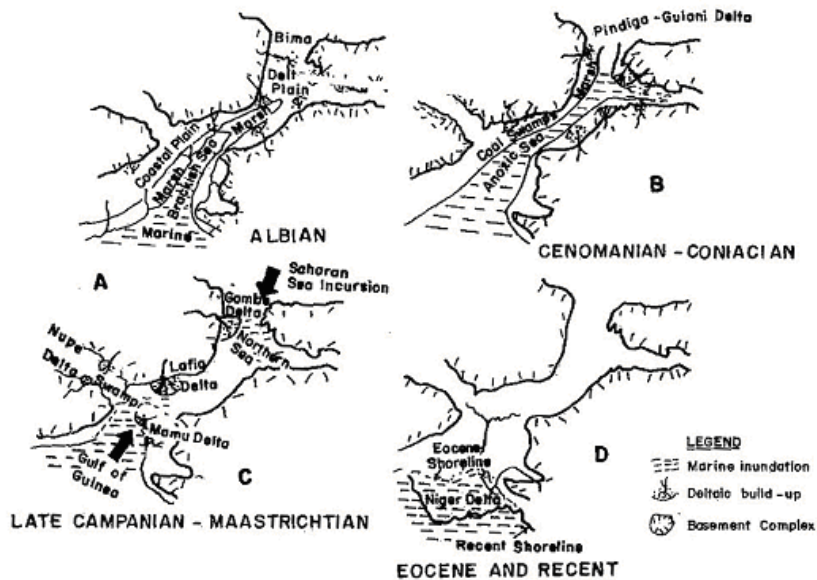 Bima
Delt
Plain
Marsh
Coastal Plain
Marsh
Brackish Sea
Marine
ALBIAN
A
Pindiga - Gulani Delta
Marsh
Coal Swamps
Anoxic Sea
B
CENOMANIAN - CONIACIAN
Saharan
Sea Incursion
Gombe
Delta
Northern
Sea
Nupe
Delta
Swamp
Lafia
Delta
Mamu Delta
Gulf of
Guinea
C
LATE CAMPANIAN - MAASTRICHTIAN
Eocene
Shoreline
Niger Delta
Recent Shoreline
D
EOCENE AND RECENT
LEGEND
Marine inundation
Deltaic build-up
Basement Complex